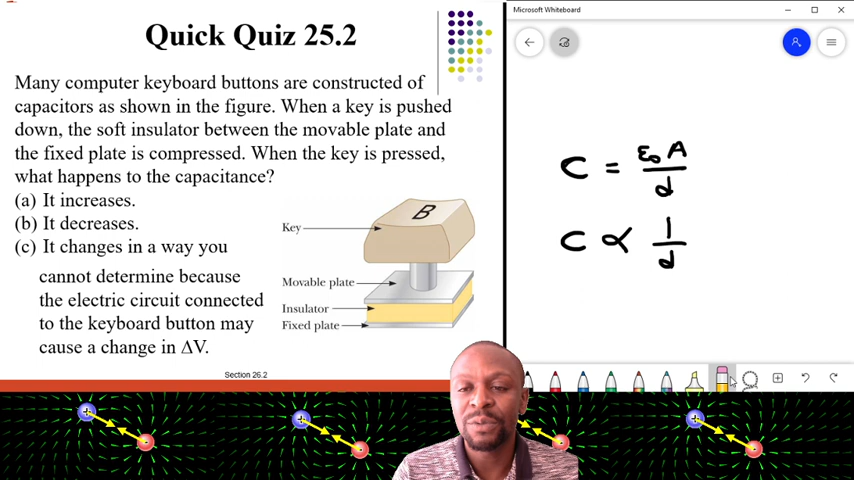 Quick Quiz 25.2
Many computer keyboard buttons are constructed of
capacitors as shown in the figure. When a key is pushed
down, the soft insulator between the movable plate and
the fixed plate is compressed. When the key is pressed,
what happens to the capacitance?
(a) It increases.
(b) It decreases.
(c) It changes in a way you
cannot determine because
the electric circuit connected
to the keyboard button may
cause a change in ΔV.
Key
B
Movable plate
Insulator
Fixed plate
Section 26.2
Microsoft Whiteboard
C = ε₀A/d
C ∝ 1/d